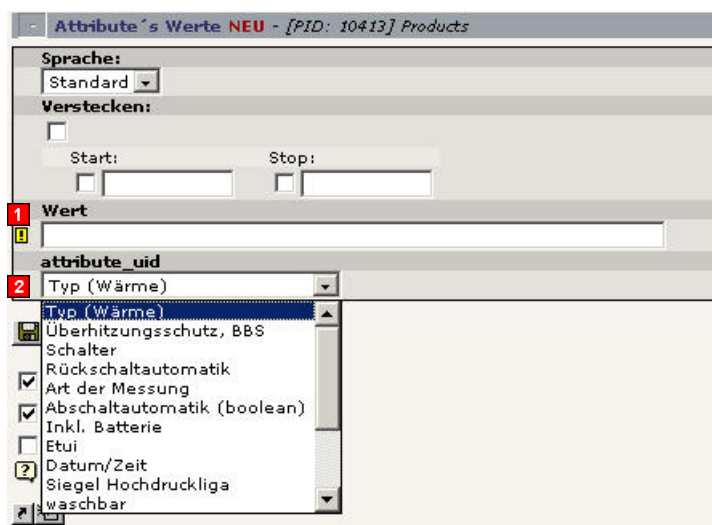 Attribute´s Werte NEU - [PID: 10413] Products
Sprache:
Standard
Verstecken:
Start: Stop:
1 Wert
attribute_uid
2 Typ (Wärme)
Typ (Wärme)
Überhitzungsschutz, BBS
Schalter
Rückschaltautomatik
Art der Messung
Abschaltautomatik (boolean)
Inkl. Batterie
Etui
Datum/Zeit
Siegel Hochdruckliga
waschbar